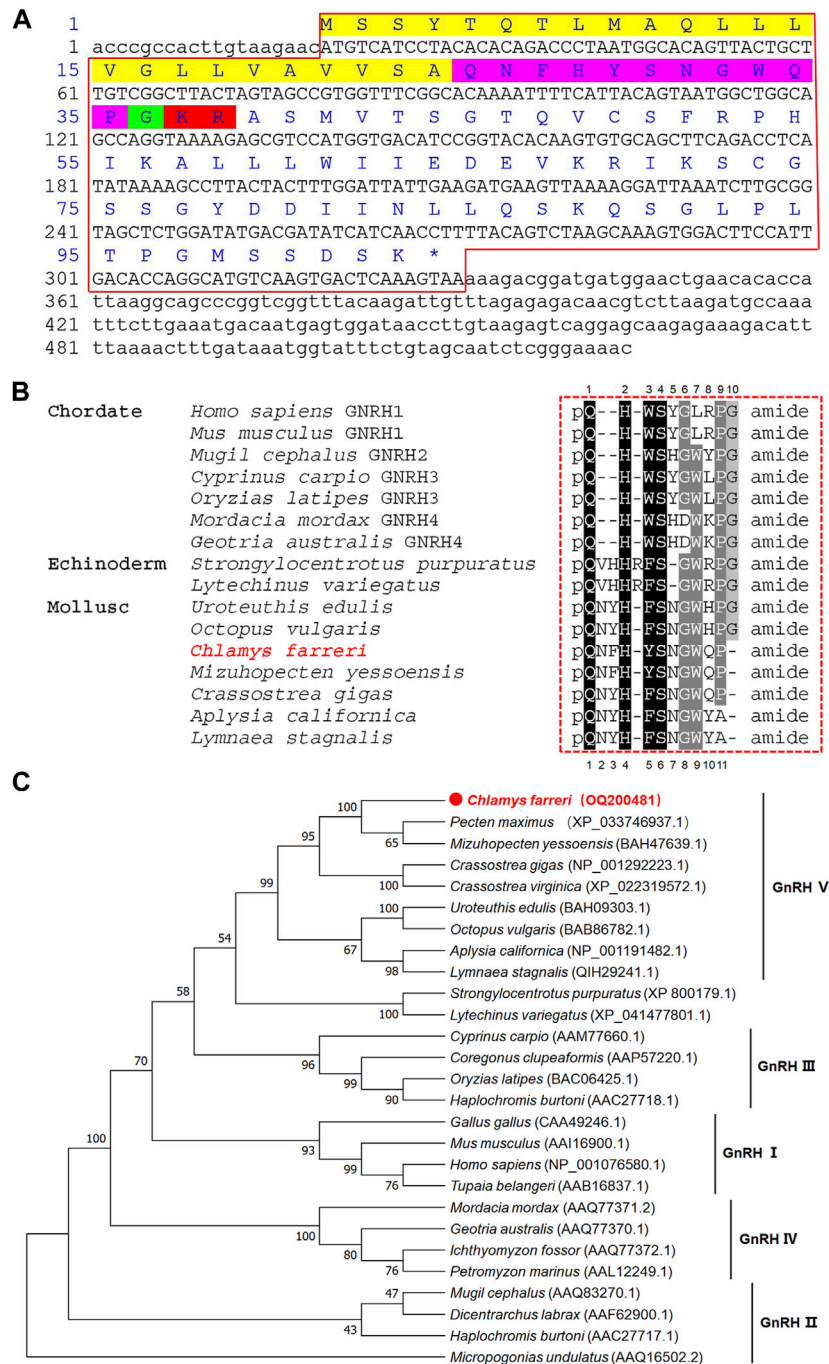 A
1 M S S Y T Q T L M A Q L L L
1 acccgccacttgtaagaacATGTCATCCTACACACAGACCCTAATGGCACAGTTACTGCT
15 V G L L V A V V S A Q N F H Y S N G W Q
61 TGTCGGCTTACTAGTAGCCGTGGTTTCGGCACAAAATTTTCATTACAGTAATGGCTGGCA
35 P G K R A S M V T S G T Q V C S F R P H
121 GCCAGGTAAAAGAGCGTCCATGGTGACATCCGGTACACAAGTGTGCAGCTTCAGACCTCA
55 I K A L L L W I I E D E V K R I K S C G
181 TATAAAAGCCTTACTACTTTGGATTATTGAAGATGAAGTTAAAAGGATTAAATCTTGCGG
75 S S G Y D D I I N L L Q S K Q S G L P L
241 TAGCTCTGGATATGACGATATCATCAACCTTTTACAGTCTAAGCAAAGTGGACTTCCATT
95 T P G M S S D S K *
301 GACACCAGGCATGTCAAGTGACTCAAAGTAAaaagacggatgatggaactgaacacacca
361 ttaaggcagcccggtcggtttacaagattgtttagagagacaacgtcttaagatgccaaa
421 tttcttgaaatgacaatgagtggataaccttgtaagagtcaggagcaagagaaagacatt
481 ttaaaactttgataaatggtatttctgtagcaatctcgggaaaac
B
1 2 3 4 5 6 7 8 9 10
Chordate Homo sapiens GNRH1 pQ--H-WSYGLRPG amide
Mus musculus GNRH1 pQ--H-WSYGLRPG amide
Mugil cephalus GNRH2 pQ--H-WSHGWYPG amide
Cyprinus carpio GNRH3 pQ--H-WSYGWLPG amide
Oryzias latipes GNRH3 pQ--H-WSYGWLPG amide
Mordacia mordax GNRH4 pQ--H-WSHDWKPG amide
Geotria australis GNRH4 pQ--H-WSHDWKPG amide
Echinoderm Strongylocentrotus purpuratus pQVHHRFS-GWRPG amide
Lytechinus variegatus pQVHHRFS-GWRPG amide
Mollusc Uroteuthis edulis pQNYH-FSNGWHPG amide
Octopus vulgaris pQNYH-FSNGWHPG amide
Chlamys farreri pQNFH-YSNGWQP- amide
Mizuhopecten yessoensis pQNFH-YSNGWQP- amide
Crassostrea gigas pQNYH-FSNGWQP- amide
Aplysia californica pQNYH-FSNGWYA- amide
Lymnaea stagnalis pQNYH-FSNGWYA- amide
1 2 3 4 5 6 7 8 9 10 11
C
Chlamys farreri (OQ200481)
100
Pecten maximus (XP_033746937.1)
65
Mizuhopecten yessoensis (BAH47639.1)
95
Crassostrea gigas (NP_001292223.1)
100
Crassostrea virginica (XP_022319572.1)
GnRH V
99
Uroteuthis edulis (BAH09303.1)
100
Octopus vulgaris (BAB86782.1)
67
Aplysia californica (NP_001191482.1)
98
Lymnaea stagnalis (QIH29241.1)
54
Strongylocentrotus purpuratus (XP 800179.1)
100
Lytechinus variegatus (XP_041477801.1)
58
Cyprinus carpio (AAM77660.1)
96
Coregonus clupeaformis (AAP57220.1)
GnRH III
99
Oryzias latipes (BAC06425.1)
90
Haplochromis burtoni (AAC27718.1)
70
Gallus gallus (CAA49246.1)
93
Mus musculus (AAI16900.1)
GnRH I
99
Homo sapiens (NP_001076580.1)
76
Tupaia belangeri (AAB16837.1)
100
Mordacia mordax (AAQ77371.2)
100
Geotria australis (AAQ77370.1)
GnRH IV
80
Ichthyomyzon fossor (AAQ77372.1)
76
Petromyzon marinus (AAL12249.1)
47
Mugil cephalus (AAQ83270.1)
Dicentrarchus labrax (AAF62900.1)
GnRH II
43
Haplochromis burtoni (AAC27717.1)
Micropogonias undulatus (AAQ16502.2)